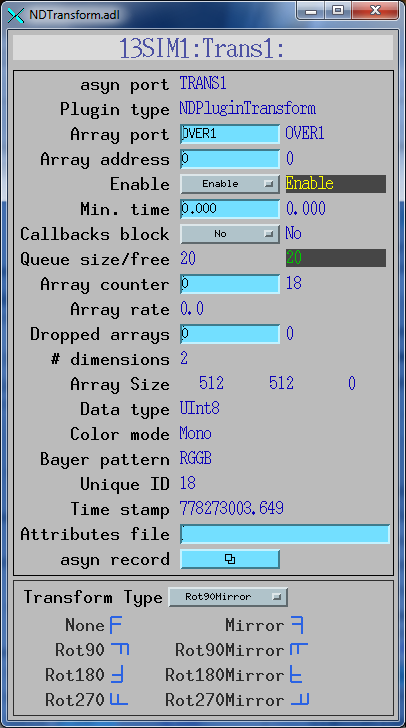 NDTransform.adl
13SIM1:Trans1:
asyn port TRANS1
Plugin type NDPluginTransform
Array port OVER1 OVER1
Array address 0 0
Enable Enable Enable
Min. time 0.000 0.000
Callbacks block No No
Queue size/free 20 20
Array counter 0 18
Array rate 0.0
Dropped arrays 0 0
# dimensions 2
Array Size 512 512 0
Data type UInt8
Color mode Mono
Bayer pattern RGGB
Unique ID 18
Time stamp 778273003.649
Attributes file
asyn record
Transform Type Rot90Mirror
None Mirror
Rot90 Rot90Mirror
Rot180 Rot180Mirror
Rot270 Rot270Mirror